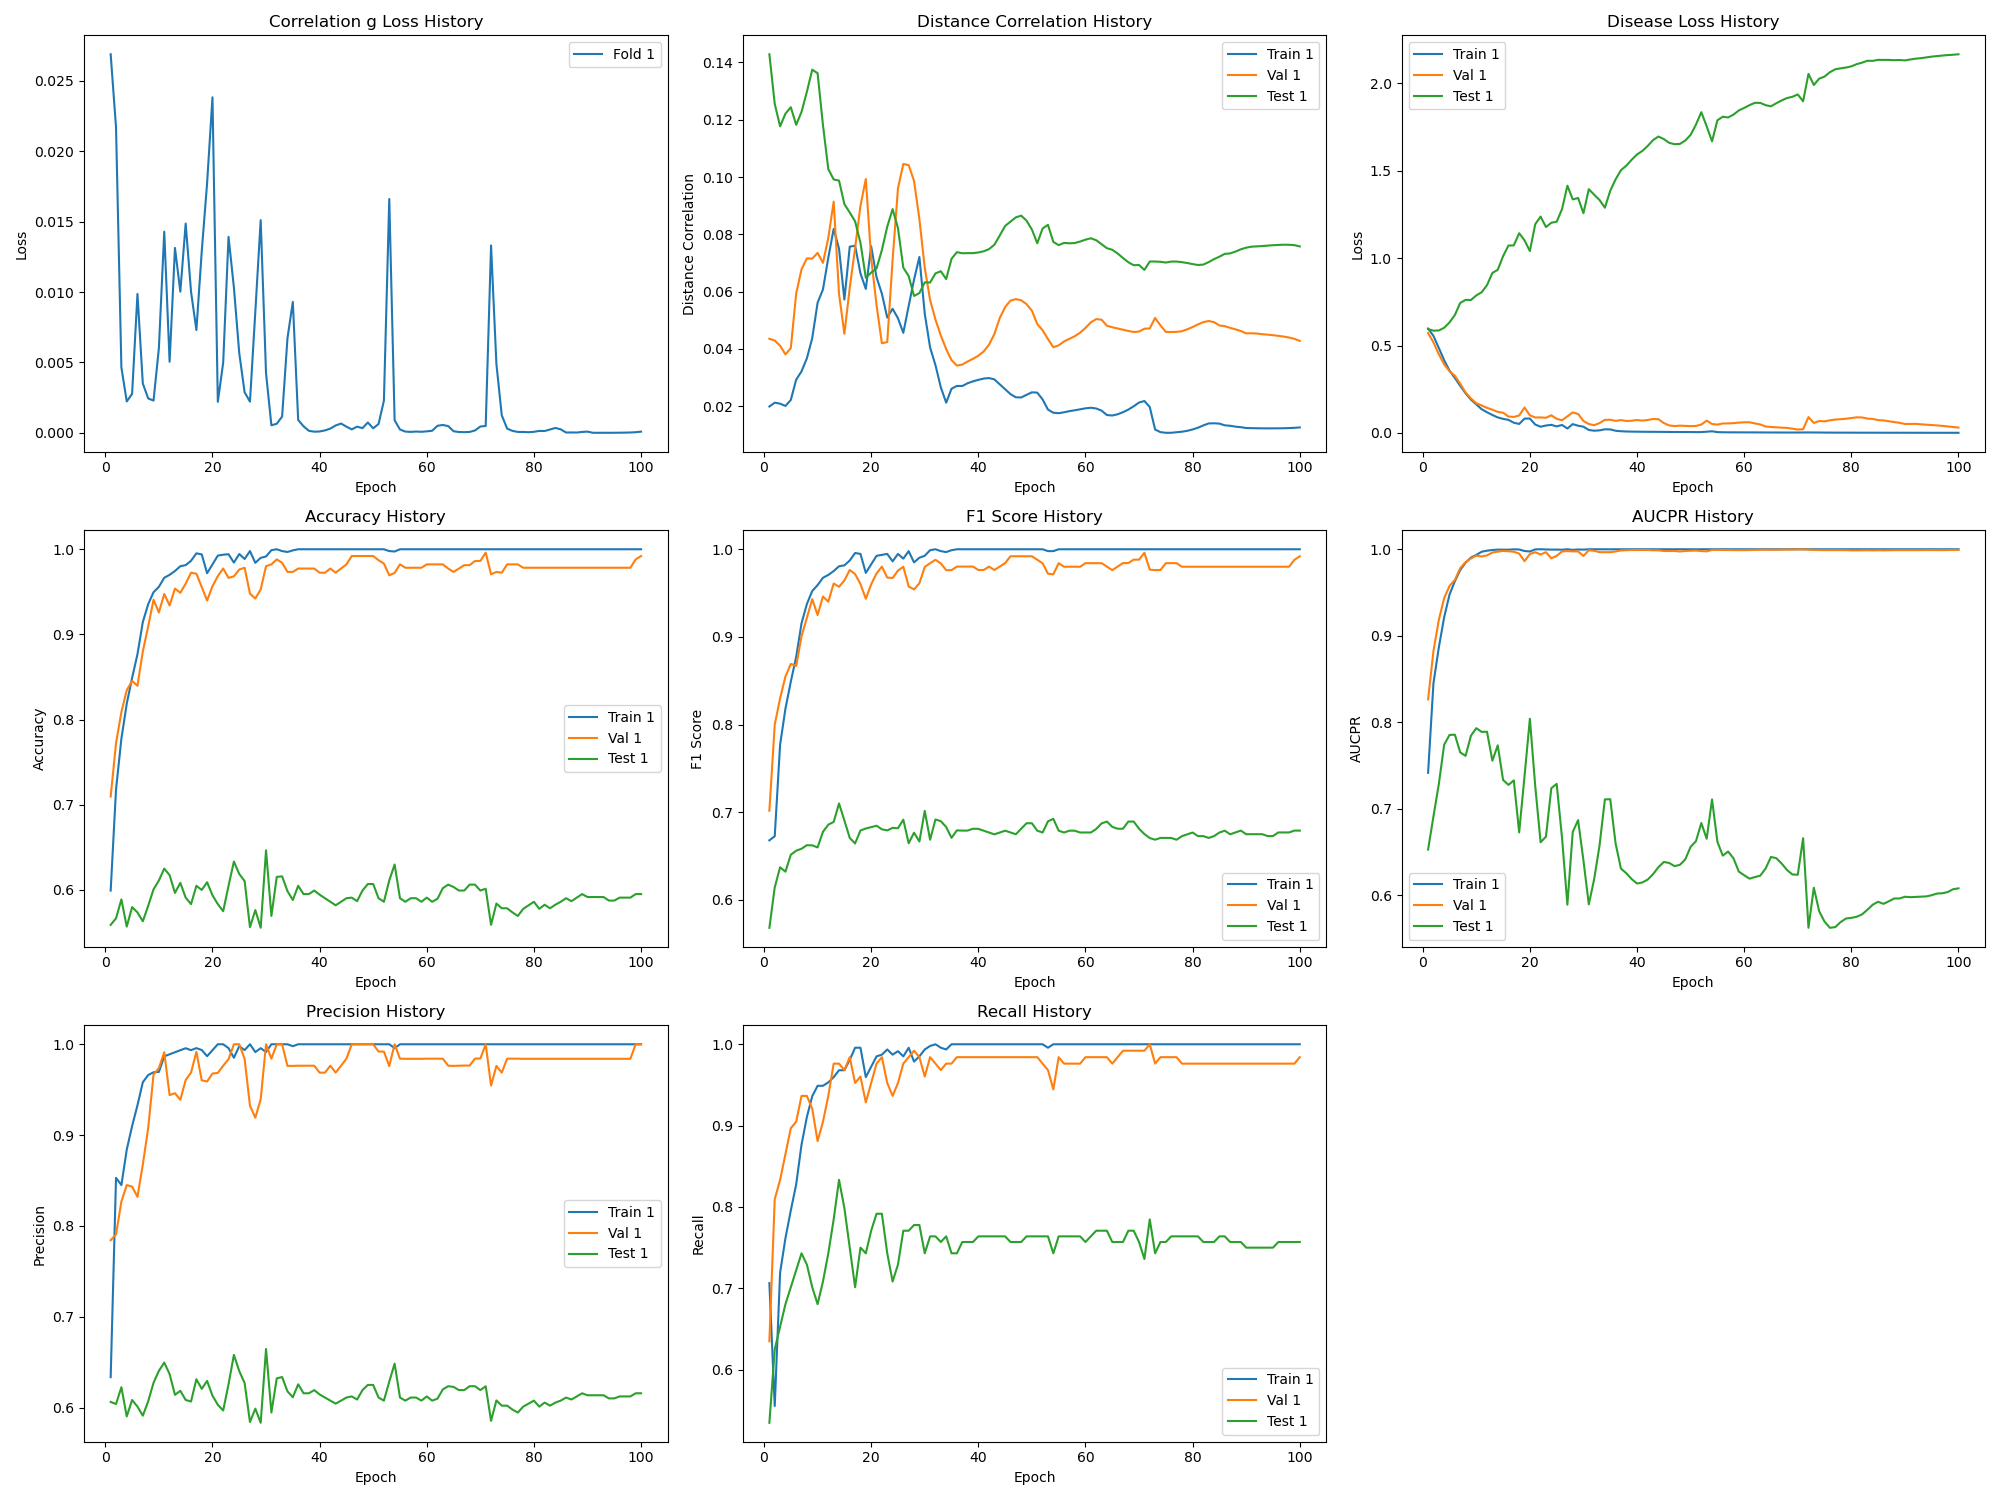 Correlation g Loss History
Loss
0.025
0.020
0.015
0.010
0.005
0.000
0 20 40 60 80 100
Epoch
Fold 1
Distance Correlation History
Distance Correlation
0.14
0.12
0.10
0.08
0.06
0.04
0.02
0 20 40 60 80 100
Epoch
Train 1
Val 1
Test 1
Disease Loss History
Loss
2.0
1.5
1.0
0.5
0.0
0 20 40 60 80 100
Epoch
Train 1
Val 1
Test 1
Accuracy History
Accuracy
1.0
0.9
0.8
0.7
0.6
0 20 40 60 80 100
Epoch
Train 1
Val 1
Test 1
F1 Score History
F1 Score
1.0
0.9
0.8
0.7
0.6
0 20 40 60 80 100
Epoch
Train 1
Val 1
Test 1
AUCPR History
AUCPR
1.0
0.9
0.8
0.7
0.6
0 20 40 60 80 100
Epoch
Train 1
Val 1
Test 1
Precision History
Precision
1.0
0.9
0.8
0.7
0.6
0 20 40 60 80 100
Epoch
Train 1
Val 1
Test 1
Recall History
Recall
1.0
0.9
0.8
0.7
0.6
0 20 40 60 80 100
Epoch
Train 1
Val 1
Test 1